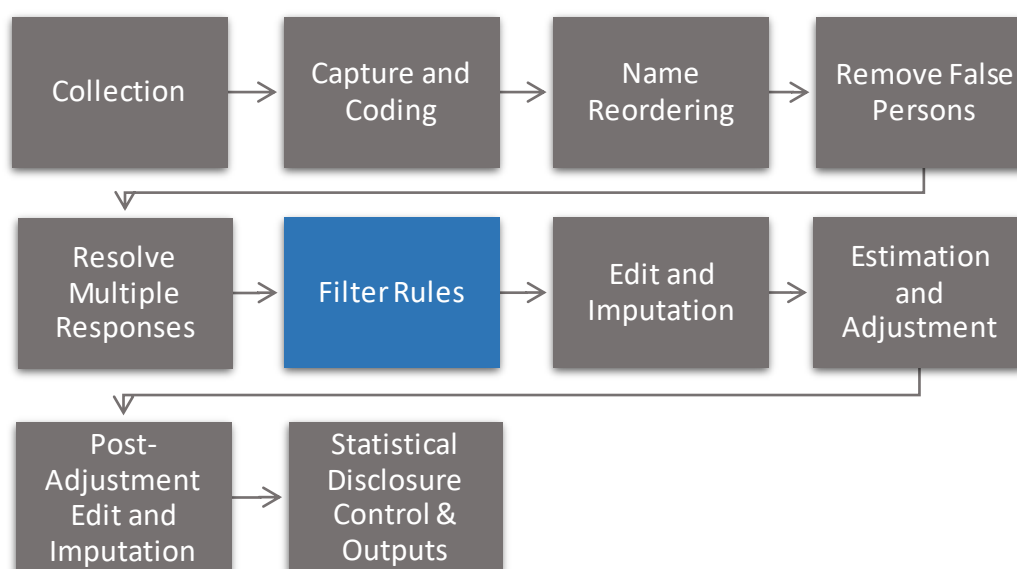 Collection
Capture and
Coding
Name
Reordering
Remove False
Persons
Resolve
Multiple
Responses
Filter Rules
Edit and
Imputation
Estimation
and
Adjustment
Post-
Adjustment
Edit and
Imputation
Statistical
Disclosure
Control &
Outputs